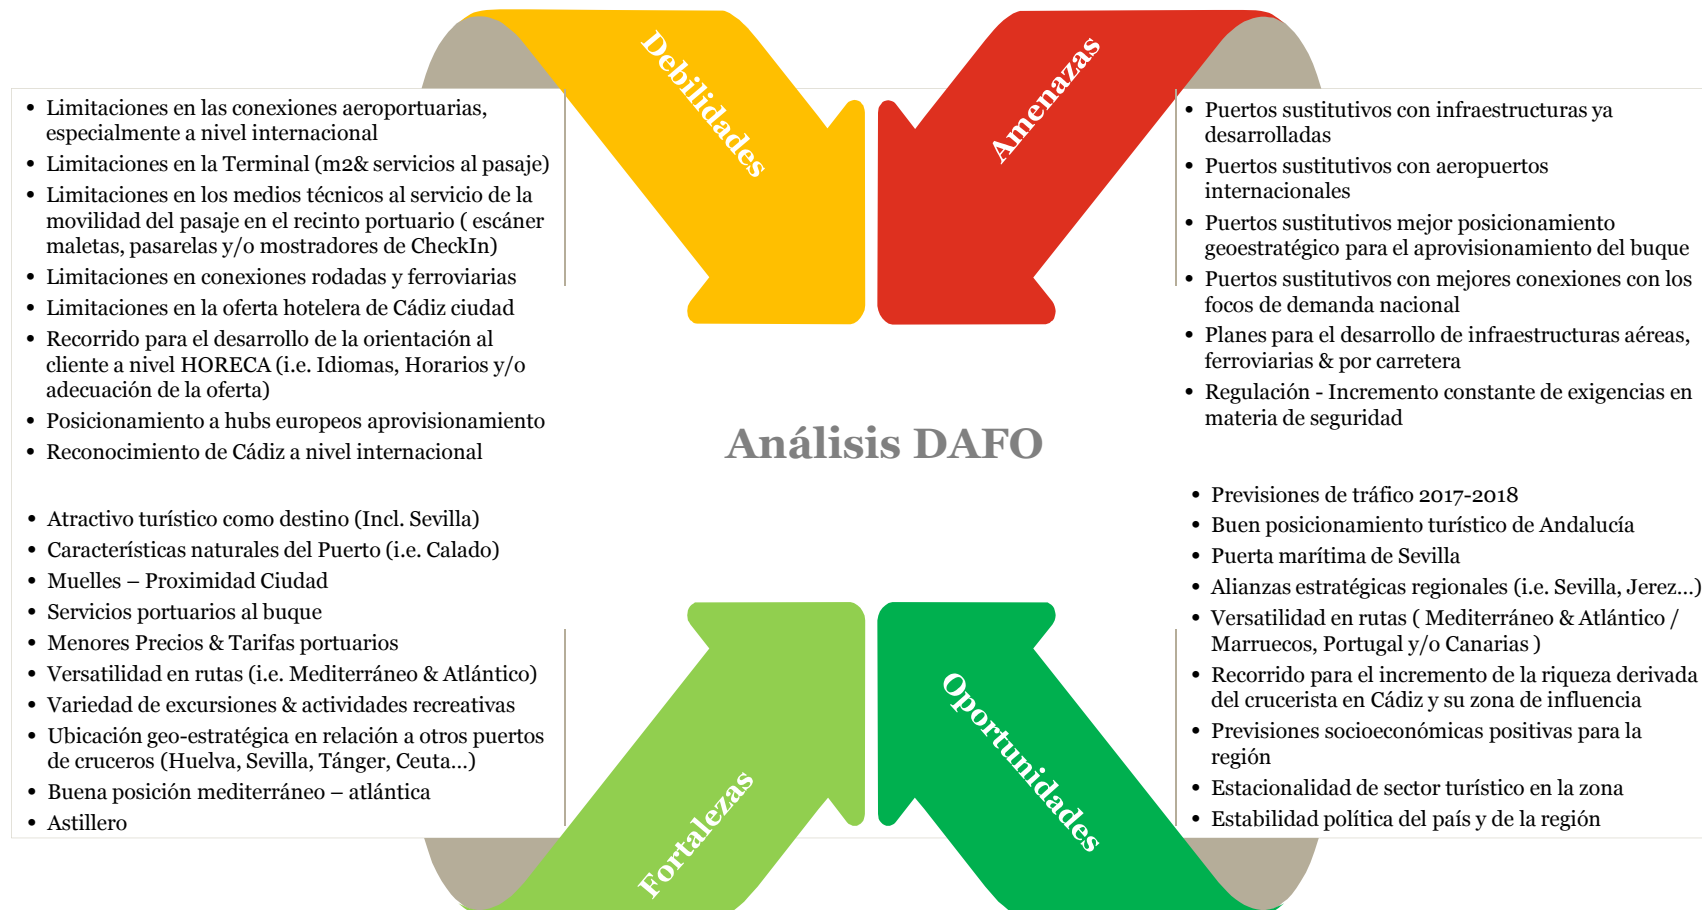 Debilidades
• Limitaciones en las conexiones aeroportuarias,
especialmente a nivel internacional
• Limitaciones en la Terminal (m2& servicios al pasaje)
• Limitaciones en los medios técnicos al servicio de la
movilidad del pasaje en el recinto portuario ( escáner
maletas, pasarelas y/o mostradores de CheckIn)
• Limitaciones en conexiones rodadas y ferroviarias
• Limitaciones en la oferta hotelera de Cádiz ciudad
• Recorrido para el desarrollo de la orientación al
cliente a nivel HORECA (i.e. Idiomas, Horarios y/o
adecuación de la oferta)
• Posicionamiento a hubs europeos aprovisionamiento
• Reconocimiento de Cádiz a nivel internacional
Amenazas
• Puertos sustitutivos con infraestructuras ya
desarrolladas
• Puertos sustitutivos con aeropuertos
internacionales
• Puertos sustitutivos mejor posicionamiento
geoestratégico para el aprovisionamiento del buque
• Puertos sustitutivos con mejores conexiones con los
focos de demanda nacional
• Planes para el desarrollo de infraestructuras aéreas,
ferroviarias & por carretera
• Regulación - Incremento constante de exigencias en
materia de seguridad
Análisis DAFO
• Atractivo turístico como destino (Incl. Sevilla)
• Características naturales del Puerto (i.e. Calado)
• Muelles – Proximidad Ciudad
• Servicios portuarios al buque
• Menores Precios & Tarifas portuarios
• Versatilidad en rutas (i.e. Mediterráneo & Atlántico)
• Variedad de excursiones & actividades recreativas
• Ubicación geo-estratégica en relación a otros puertos
de cruceros (Huelva, Sevilla, Tánger, Ceuta...)
• Buena posición mediterráneo – atlántica
• Astillero
Fortalezas
• Previsiones de tráfico 2017-2018
• Buen posicionamiento turístico de Andalucía
• Puerta marítima de Sevilla
• Alianzas estratégicas regionales (i.e. Sevilla, Jerez...)
• Versatilidad en rutas ( Mediterráneo & Atlántico /
Marruecos, Portugal y/o Canarias )
• Recorrido para el incremento de la riqueza derivada
del crucerista en Cádiz y su zona de influencia
• Previsiones socioeconómicas positivas para la
región
• Estacionalidad de sector turístico en la zona
• Estabilidad política del país y de la región
Oportunidades